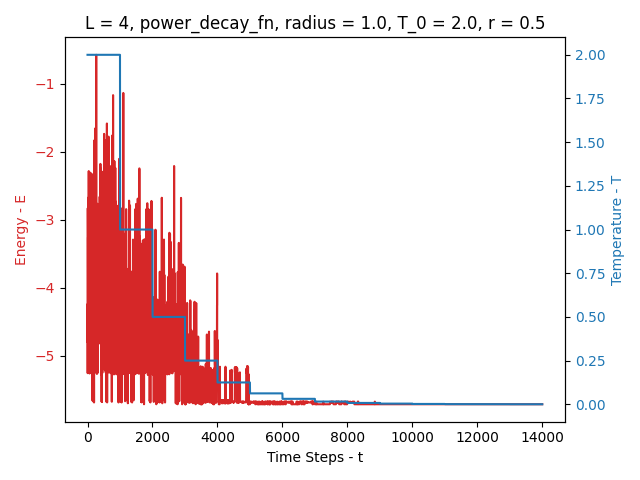 L = 4, power_decay_fn, radius = 1.0, T_0 = 2.0, r = 0.5
Energy - E
−1
−2
−3
−4
−5
2.00
1.75
1.50
1.25
1.00
0.75
0.50
0.25
0.00
Temperature - T
0 2000 4000 6000 8000 10000 12000 14000
Time Steps - t